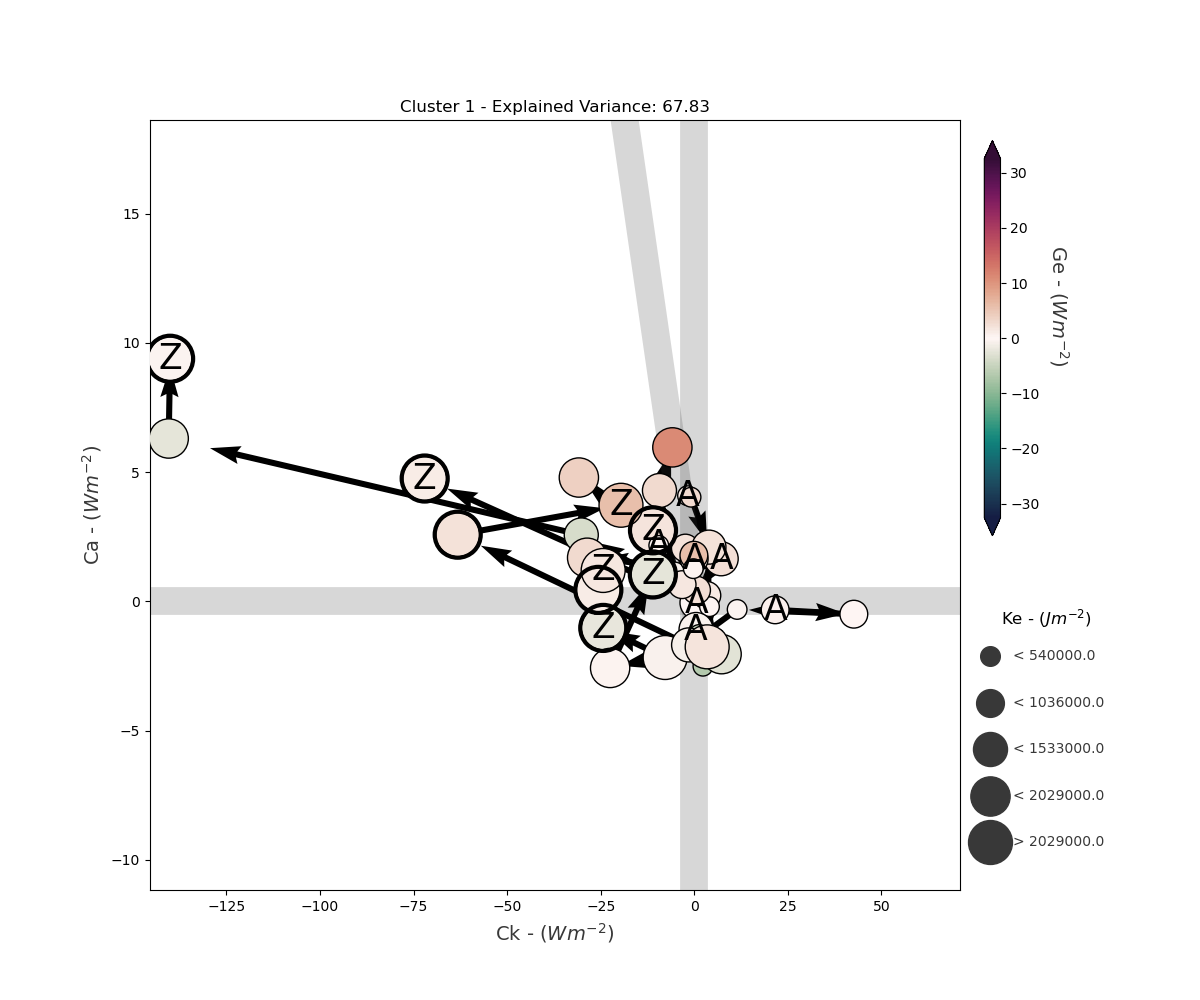 Cluster 1 - Explained Variance: 67.83
15
10
5
0
−5
−10
−125
−100
−75
−50
−25
0
25
50
Ca - (Wm⁻²)
Ck - (Wm⁻²)
Z
Z
Z
Z
Z
Z
Z
A
A
A
A
A
A
A
30
20
10
0
−10
−20
−30
Ge - (Wm⁻²)
Ke - (Jm⁻²)
< 540000.0
< 1036000.0
< 1533000.0
< 2029000.0
> 2029000.0